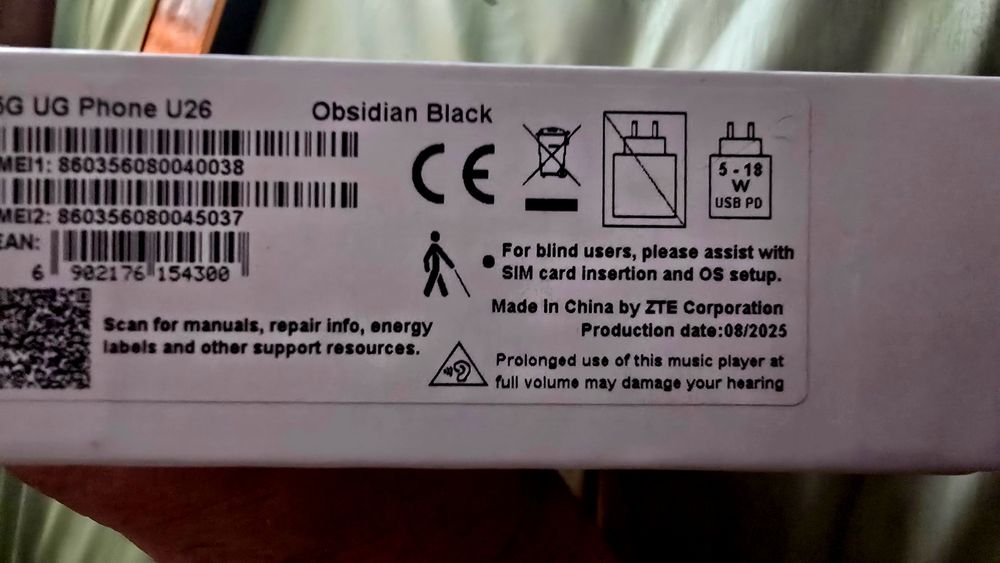 5G UG Phone U26
Obsidian Black
IMEI1: 860356080040038
IMEI2: 860356080045037
EAN:
6 902176 154300
CE
5 - 18
W
USB PD
For blind users, please assist with
SIM card insertion and OS setup.
Made In China by ZTE Corporation
Production date:08/2025
Scan for manuals, repair info, energy
labels and other support resources.
Prolonged use of this music player at
full volume may damage your hearing